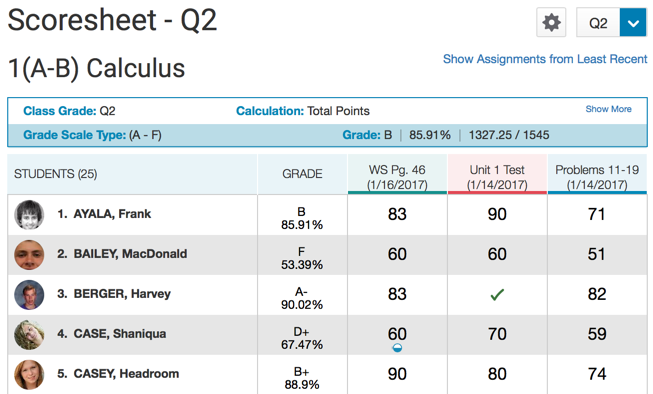 Scoresheet - Q2
Q2
Show Assignments from Least Recent
1(A-B) Calculus
Class Grade: Q2 Calculation: Total Points Show More
Grade Scale Type: (A - F) Grade: B | 85.91% | 1327.25 / 1545
STUDENTS (25) GRADE WS Pg. 46 (1/16/2017) Unit 1 Test (1/14/2017) Problems 11-19 (1/14/2017)
1. AYALA, Frank B 85.91% 83 90 71
2. BAILEY, MacDonald F 53.39% 60 60 51
3. BERGER, Harvey A- 90.02% 83 ✓ 82
4. CASE, Shaniqua D+ 67.47% 60 70 59
5. CASEY, Headroom B+ 88.9% 90 80 74